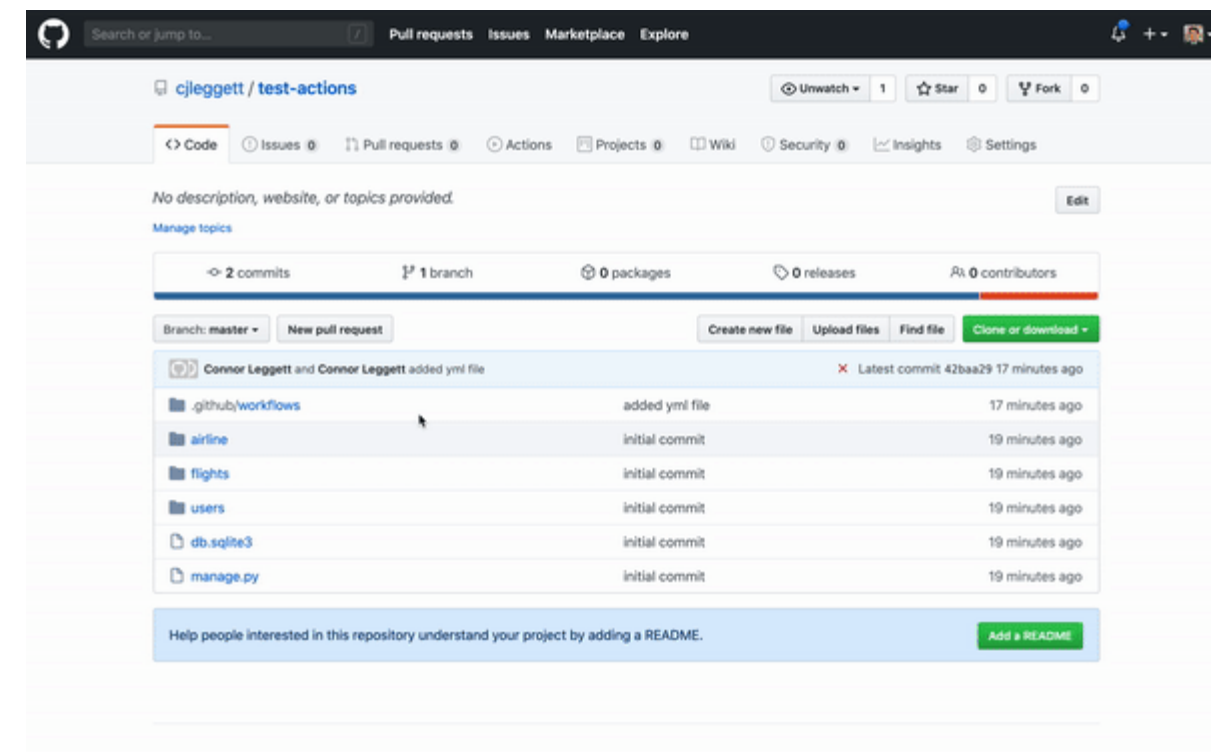 Search or jump to... / Pull requests Issues Marketplace Explore
cjleggett / test-actions Unwatch 1 Star 0 Fork 0
Code Issues 0 Pull requests 0 Actions Projects 0 Wiki Security 0 Insights Settings
No description, website, or topics provided. Edit
Manage topics
2 commits 1 branch 0 packages 0 releases 0 contributors
Branch: master New pull request Create new file Upload files Find file Clone or download
Connor Leggett and Connor Leggett added yml file Latest commit 42baa29 17 minutes ago
.github/workflows added yml file 17 minutes ago
airline initial commit 19 minutes ago
flights initial commit 19 minutes ago
users initial commit 19 minutes ago
db.sqlite3 initial commit 19 minutes ago
manage.py initial commit 19 minutes ago
Help people interested in this repository understand your project by adding a README. Add a README